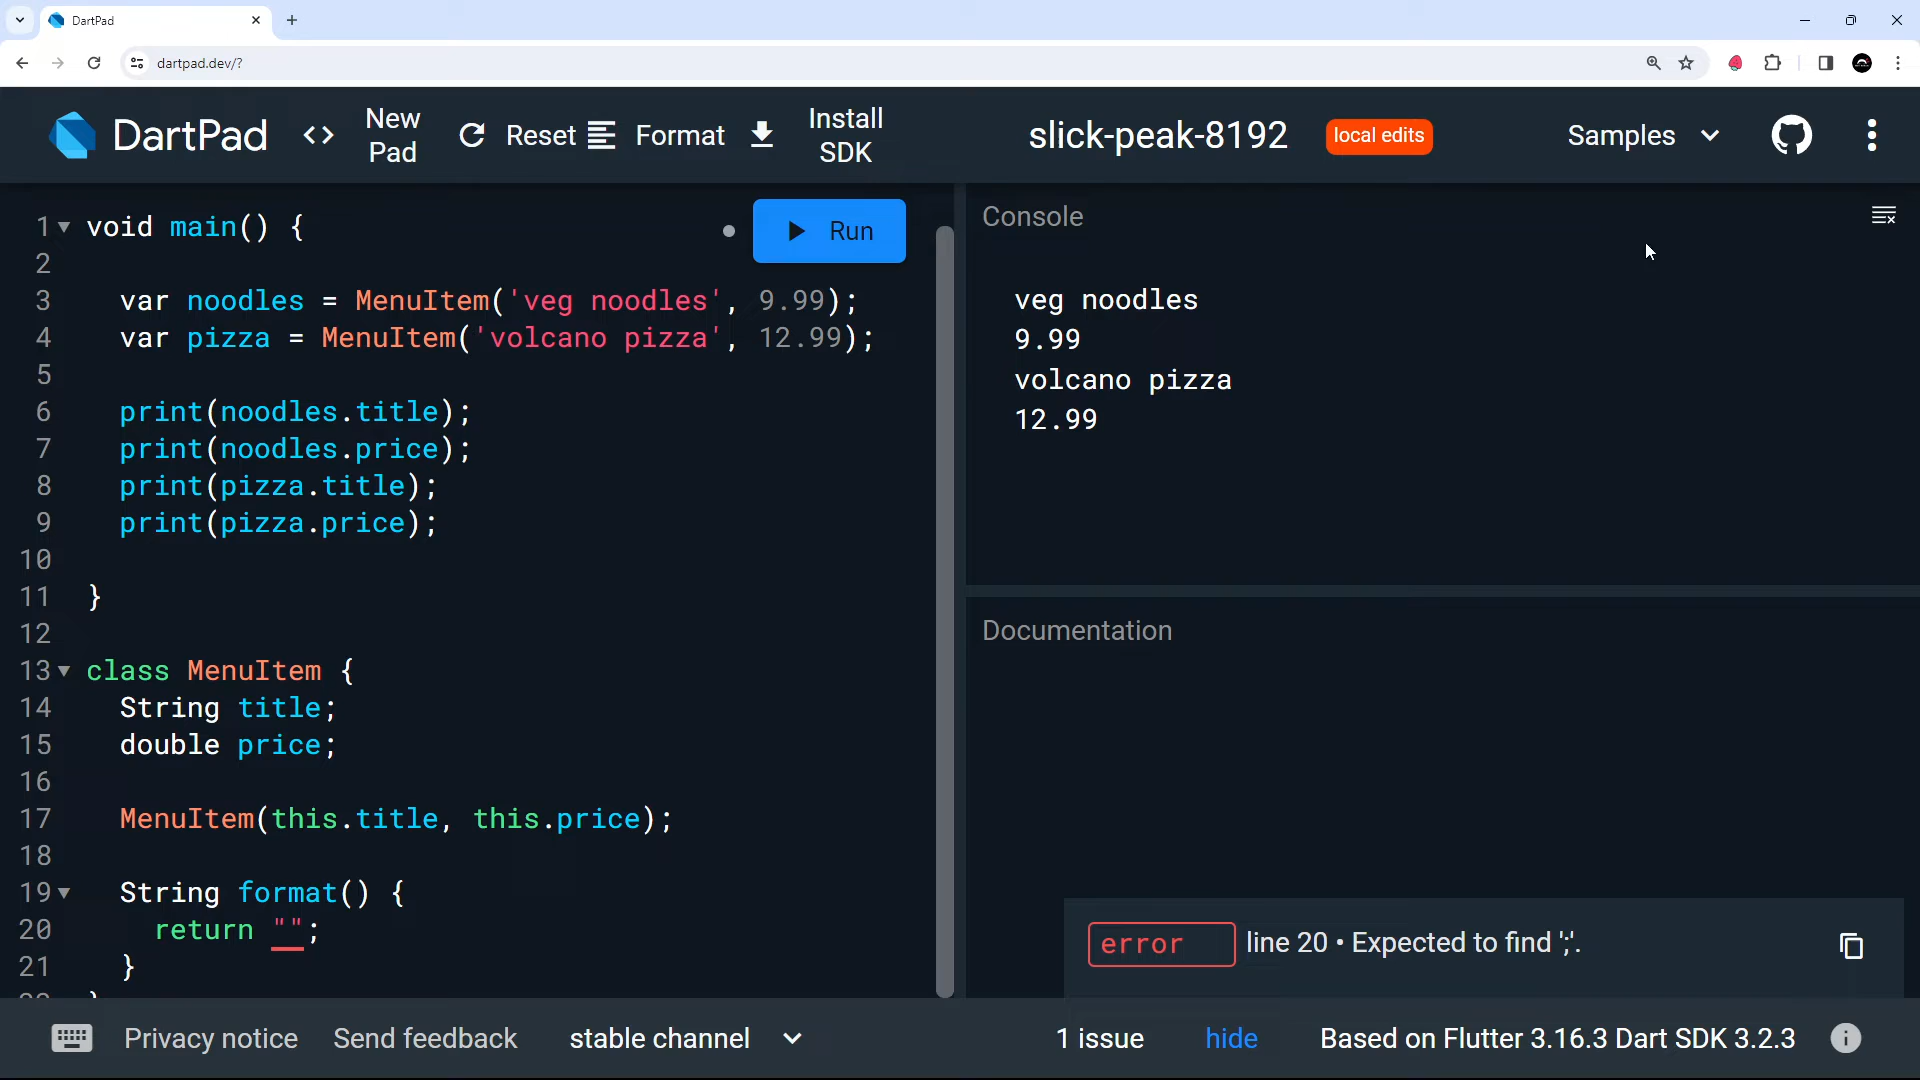 DartPad
dartpad.dev/?
DartPad
<> New Pad
Reset
Format
Install SDK
slick-peak-8192
local edits
Samples
1 void main() {
2
3 var noodles = MenuItem('veg noodles', 9.99);
4 var pizza = MenuItem('volcano pizza', 12.99);
5
6 print(noodles.title);
7 print(noodles.price);
8 print(pizza.title);
9 print(pizza.price);
10
11 }
12
13 class MenuItem {
14 String title;
15 double price;
16
17 MenuItem(this.title, this.price);
18
19 String format() {
20 return "";
21 }
Run
Console
veg noodles
9.99
volcano pizza
12.99
Documentation
error line 20 • Expected to find ';'.
Privacy notice
Send feedback
stable channel
1 issue
hide
Based on Flutter 3.16.3 Dart SDK 3.2.3